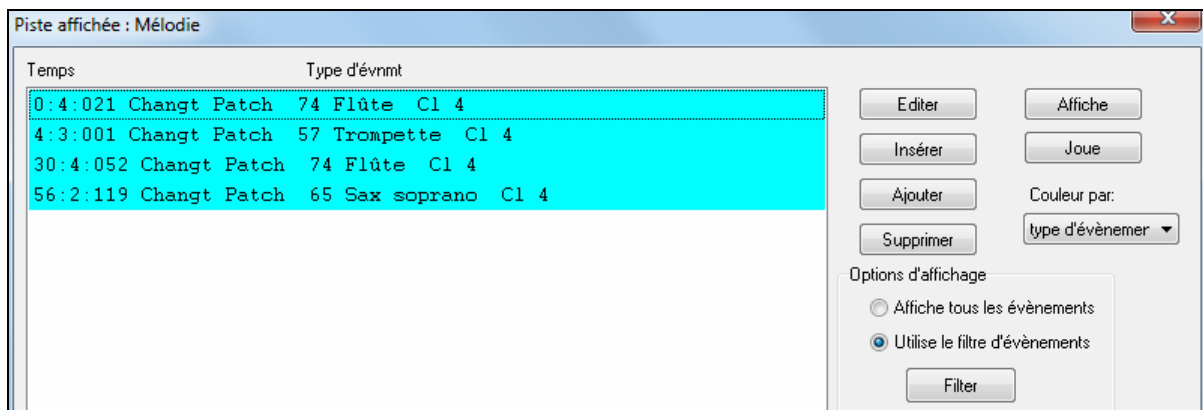 Piste affichée : Mélodie
Temps Type d'évnmt
0:4:021 Changt Patch 74 Flûte Cl 4
4:3:001 Changt Patch 57 Trompette Cl 4
30:4:052 Changt Patch 74 Flûte Cl 4
56:2:119 Changt Patch 65 Sax soprano Cl 4
Editer
Affiche
Insérer
Joue
Ajouter
Couleur par:
Supprimer
type d'évènemer
Options d'affichage
Affiche tous les évènements
Utilise le filtre d'évènements
Filter